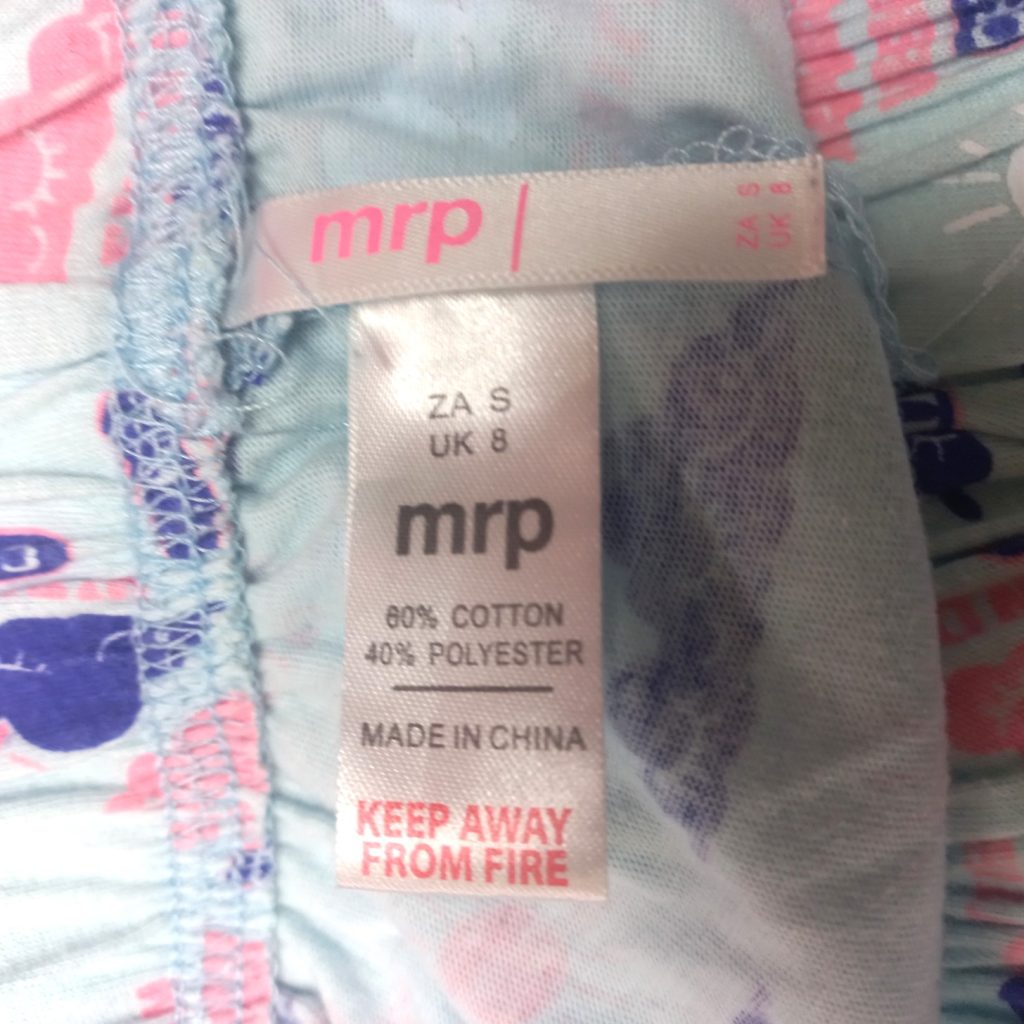 mrp |
ZA S
UK 8
ZA S
UK 8
mrp
60% COTTON
40% POLYESTER
MADE IN CHINA
KEEP AWAY
FROM FIRE